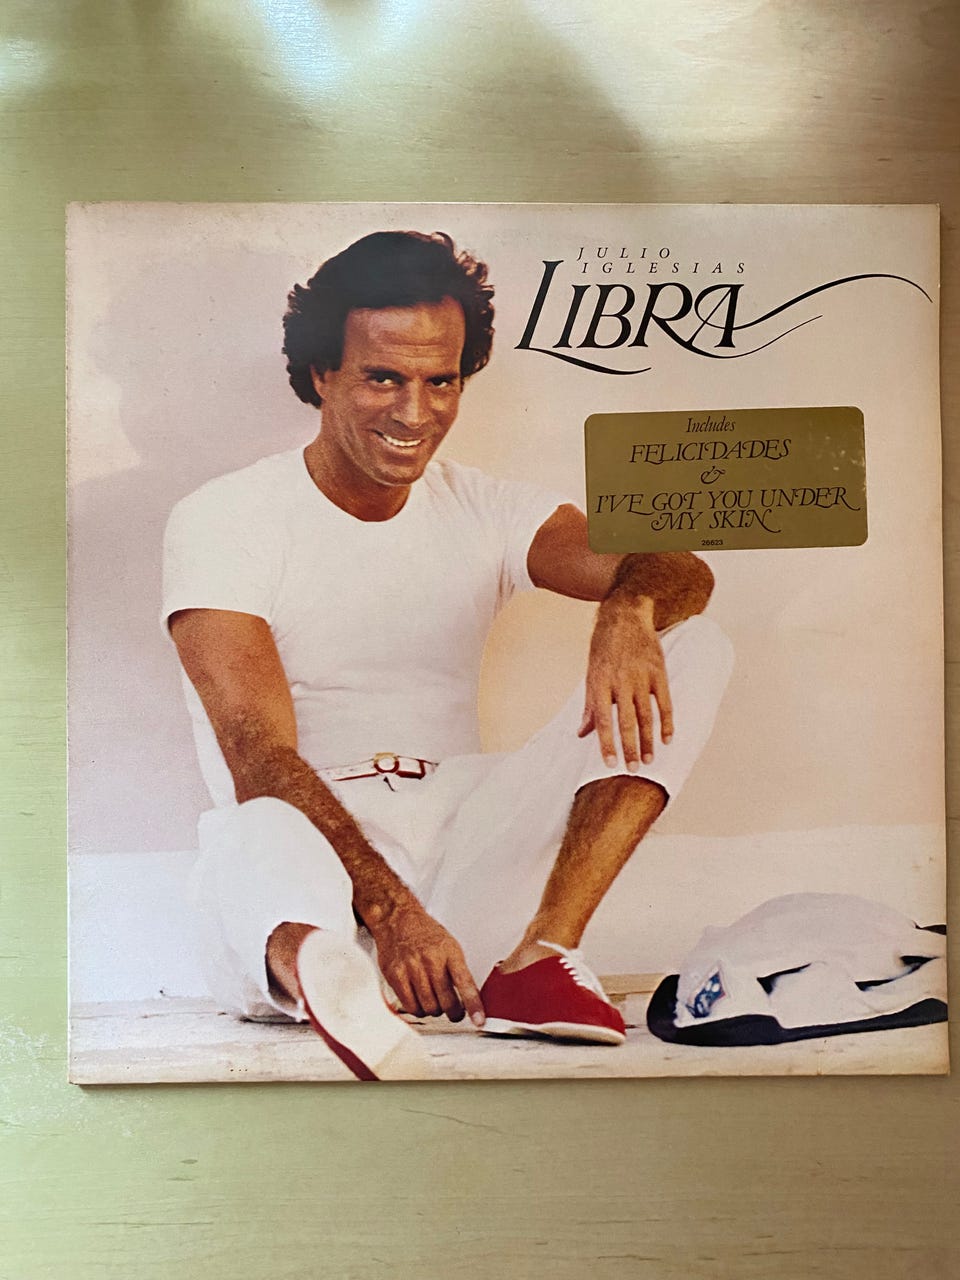 JULIO
IGLESIAS
LIBRA
Includes
FELICIDADES
&
I'VE GOT YOU UNDER
MY SKIN
26623